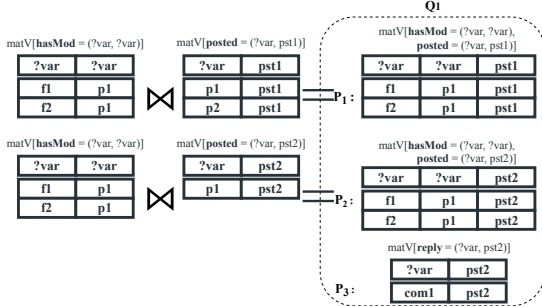 Q1
matV[hasMod = (?var, ?var)]
?var ?var
f1 p1
f2 p1
matV[posted = (?var, pst1)]
?var pst1
p1 pst1
p2 pst1
P1 :
matV[hasMod = (?var, ?var),
posted = (?var, pst1)]
?var ?var pst1
f1 p1 pst1
f2 p1 pst1
matV[hasMod = (?var, ?var)]
?var ?var
f1 p1
f2 p1
matV[posted = (?var, pst2)]
?var pst2
p1 pst2
P2 :
matV[hasMod = (?var, ?var),
posted = (?var, pst2)]
?var ?var pst2
f1 p1 pst2
f2 p1 pst2
P3 :
matV[reply = (?var, pst2)]
?var pst2
com1 pst2